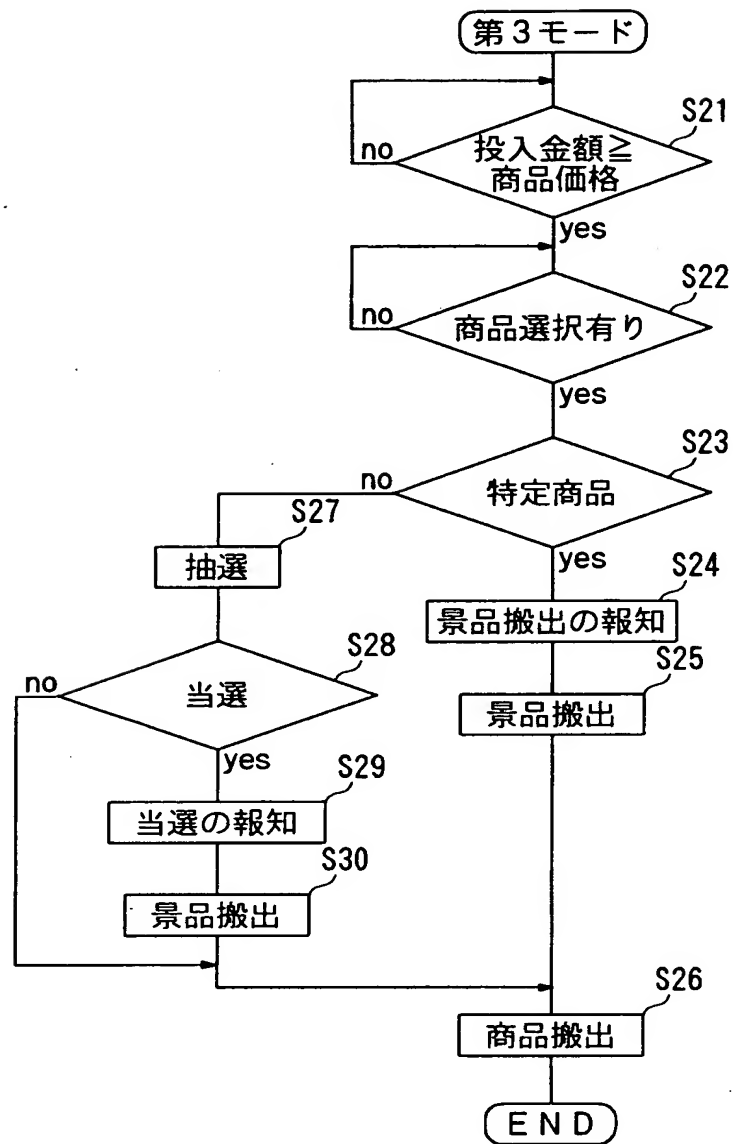 第3モード
S21
投入金額≧
商品価格
no
yes
S22
商品選択有り
no
yes
S23
特定商品
no
yes
S27
抽選
S24
景品搬出の報知
S28
当選
no
yes
S25
景品搬出
S29
当選の報知
S30
景品搬出
S26
商品搬出
END